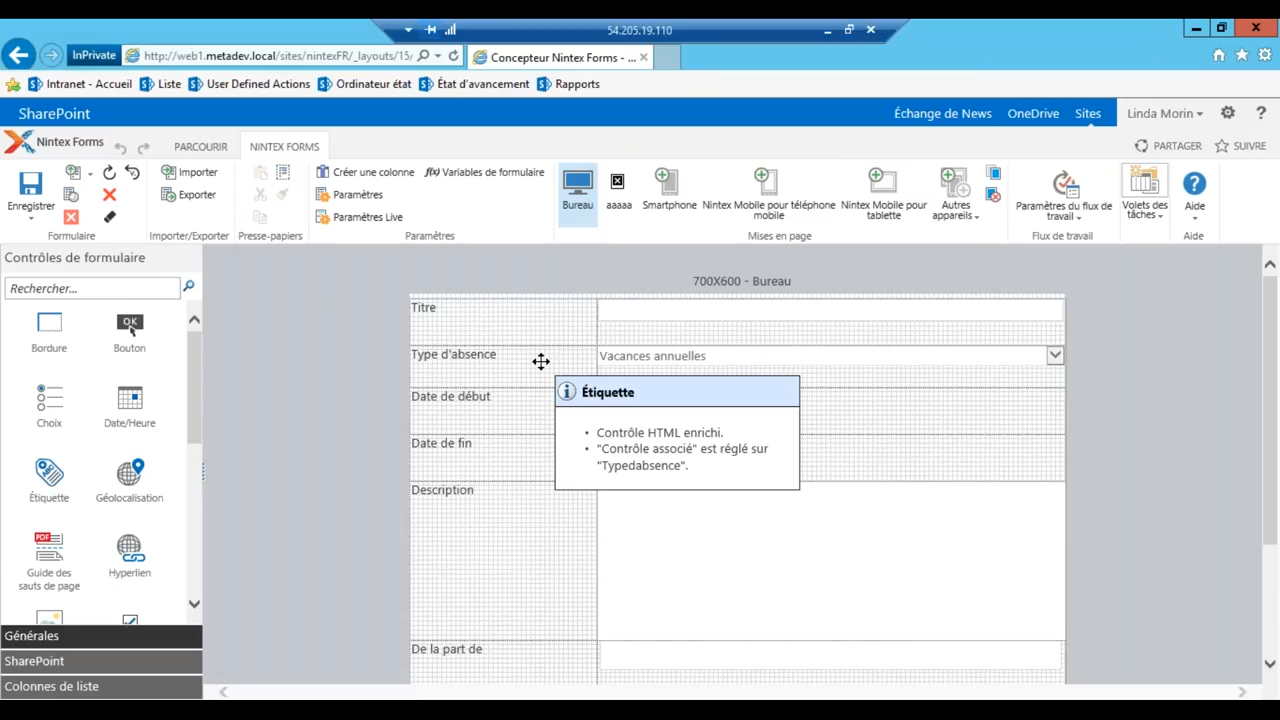 54.205.19.110
InPrivate
http://web1.metadev.local/sites/nintexFR/_layouts/15/
Concepteur Nintex Forms - ...
Intranet - Accueil
Liste
User Defined Actions
Ordinateur état
État d'avancement
Rapports
SharePoint
Échange de News
OneDrive
Sites
Linda Morin
Nintex Forms
PARCOURIR
NINTEX FORMS
PARTAGER
SUIVRE
Enregistrer
Formulaire
Importer
Exporter
Importer/Exporter
Presse-papiers
Créer une colonne
Variables de formulaire
Paramètres
Paramètres Live
Paramètres
Bureau
aaaaa
Smartphone
Nintex Mobile pour téléphone
mobile
Nintex Mobile pour
tablette
Autres
appareils
Mises en page
Paramètres du flux de
travail
Flux de travail
Volets des
tâches
Aide
Aide
Contrôles de formulaire
Rechercher...
Bordure
OK
Bouton
Choix
Date/Heure
ABC
Étiquette
Géolocalisation
PDF
Guide des
sauts de page
Hyperlien
Générales
SharePoint
Colonnes de liste
700X600 - Bureau
Titre
Type d'absence
Vacances annuelles
Date de début
Date de fin
Description
De la part de
Étiquette
• Contrôle HTML enrichi.
• "Contrôle associé" est réglé sur
"Typedabsence".